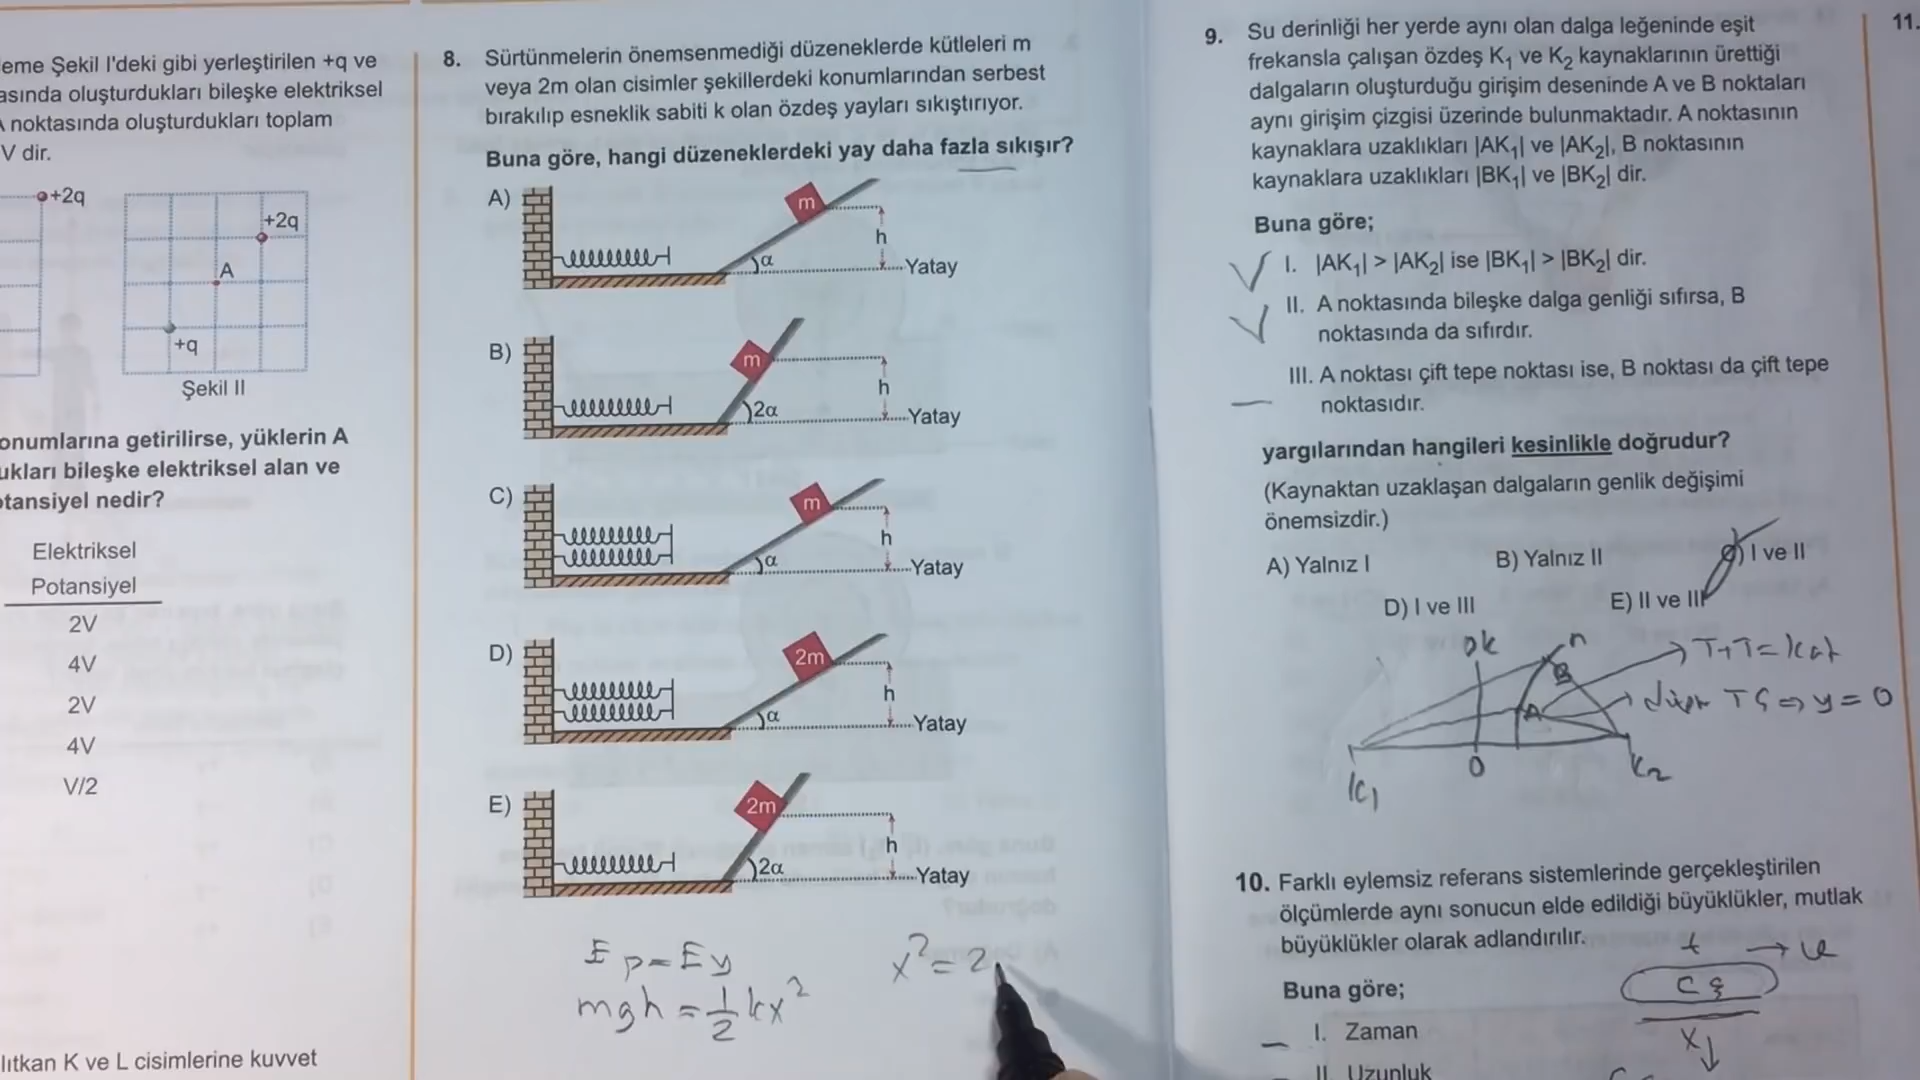 eme Şekil I'deki gibi yerleştirilen +q ve
asında oluşturdukları bileşke elektriksel
A noktasında oluşturdukları toplam
V dir.
+2q
+2q
A
+q
Şekil II
onumlarına getirilirse, yüklerin A
ukları bileşke elektriksel alan ve
otansiyel nedir?
Elektriksel
Potansiyel
2V
4V
2V
4V
V/2
lıtkan K ve L cisimlerine kuvvet
8. Sürtünmelerin önemsenmediği düzeneklerde kütleleri m
veya 2m olan cisimler şekillerdeki konumlarından serbest
bırakılıp esneklik sabiti k olan özdeş yayları sıkıştırıyor.
Buna göre, hangi düzeneklerdeki yay daha fazla sıkışır?
A) m h α Yatay
B) m h 2α Yatay
C) m h α Yatay
D) 2m h α Yatay
E) 2m h 2α Yatay
Ep = Ey
mgh = 1/2 kx²
x² = 2
9. Su derinliği her yerde aynı olan dalga leğeninde eşit
frekansla çalışan özdeş K₁ ve K₂ kaynaklarının ürettiği
dalgaların oluşturduğu girişim deseninde A ve B noktaları
aynı girişim çizgisi üzerinde bulunmaktadır. A noktasının
kaynaklara uzaklıkları |AK₁| ve |AK₂|, B noktasının
kaynaklara uzaklıkları |BK₁| ve |BK₂| dir.
Buna göre;
I. |AK₁| > |AK₂| ise |BK₁| > |BK₂| dir.
II. A noktasında bileşke dalga genliği sıfırsa, B
noktasında da sıfırdır.
III. A noktası çift tepe noktası ise, B noktası da çift tepe
noktasıdır.
yargılarından hangileri kesinlikle doğrudur?
(Kaynaktan uzaklaşan dalgaların genlik değişimi
önemsizdir.)
A) Yalnız I B) Yalnız II I ve II
D) I ve III E) II ve III
n
B
T+T=
A
TÇ => y = 0
K₁ O K₂
10. Farklı eylemsiz referans sistemlerinde gerçekleştirilen
ölçümlerde aynı sonucun elde edildiği büyüklükler, mutlak
büyüklükler olarak adlandırılır.
Buna göre;
I. Zaman
II. Uzunluk
x
11.